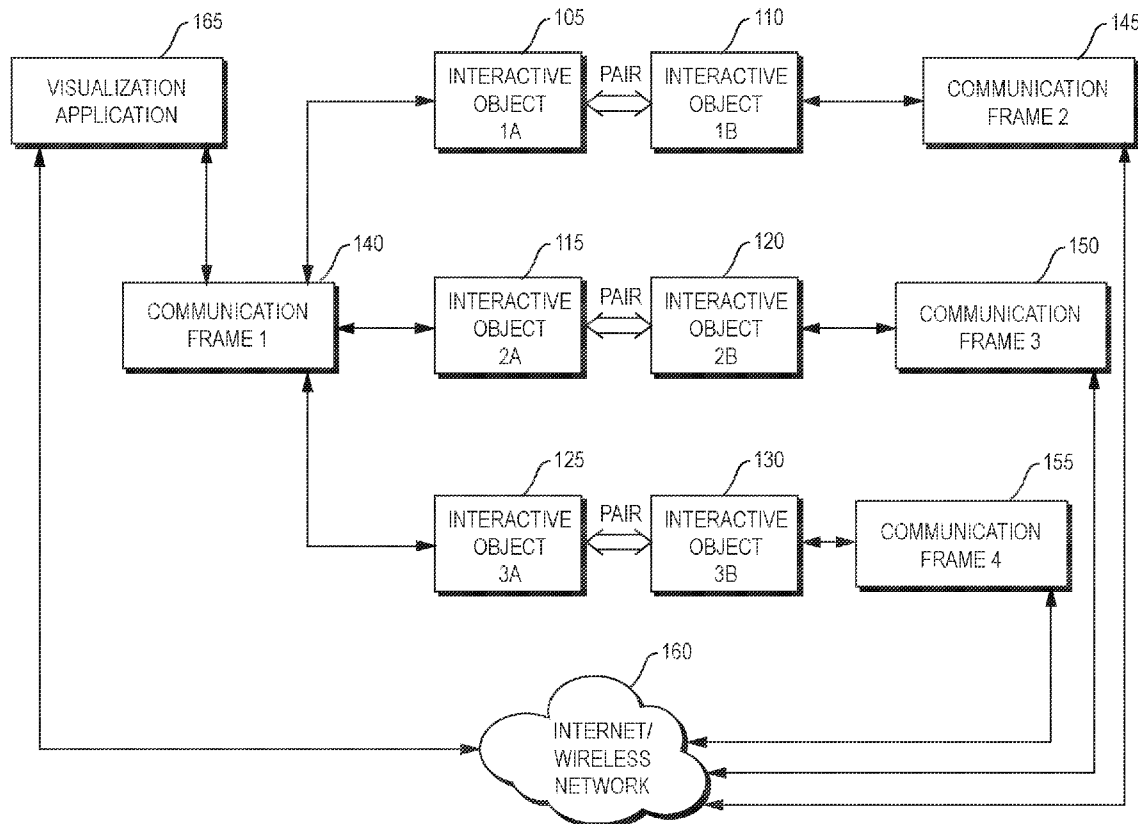 165
VISUALIZATION
APPLICATION
105
INTERACTIVE
OBJECT
1A
PAIR
110
INTERACTIVE
OBJECT
1B
145
COMMUNICATION
FRAME 2
140
COMMUNICATION
FRAME 1
115
INTERACTIVE
OBJECT
2A
PAIR
120
INTERACTIVE
OBJECT
2B
150
COMMUNICATION
FRAME 3
125
INTERACTIVE
OBJECT
3A
PAIR
130
INTERACTIVE
OBJECT
3B
155
COMMUNICATION
FRAME 4
160
INTERNET/
WIRELESS
NETWORK